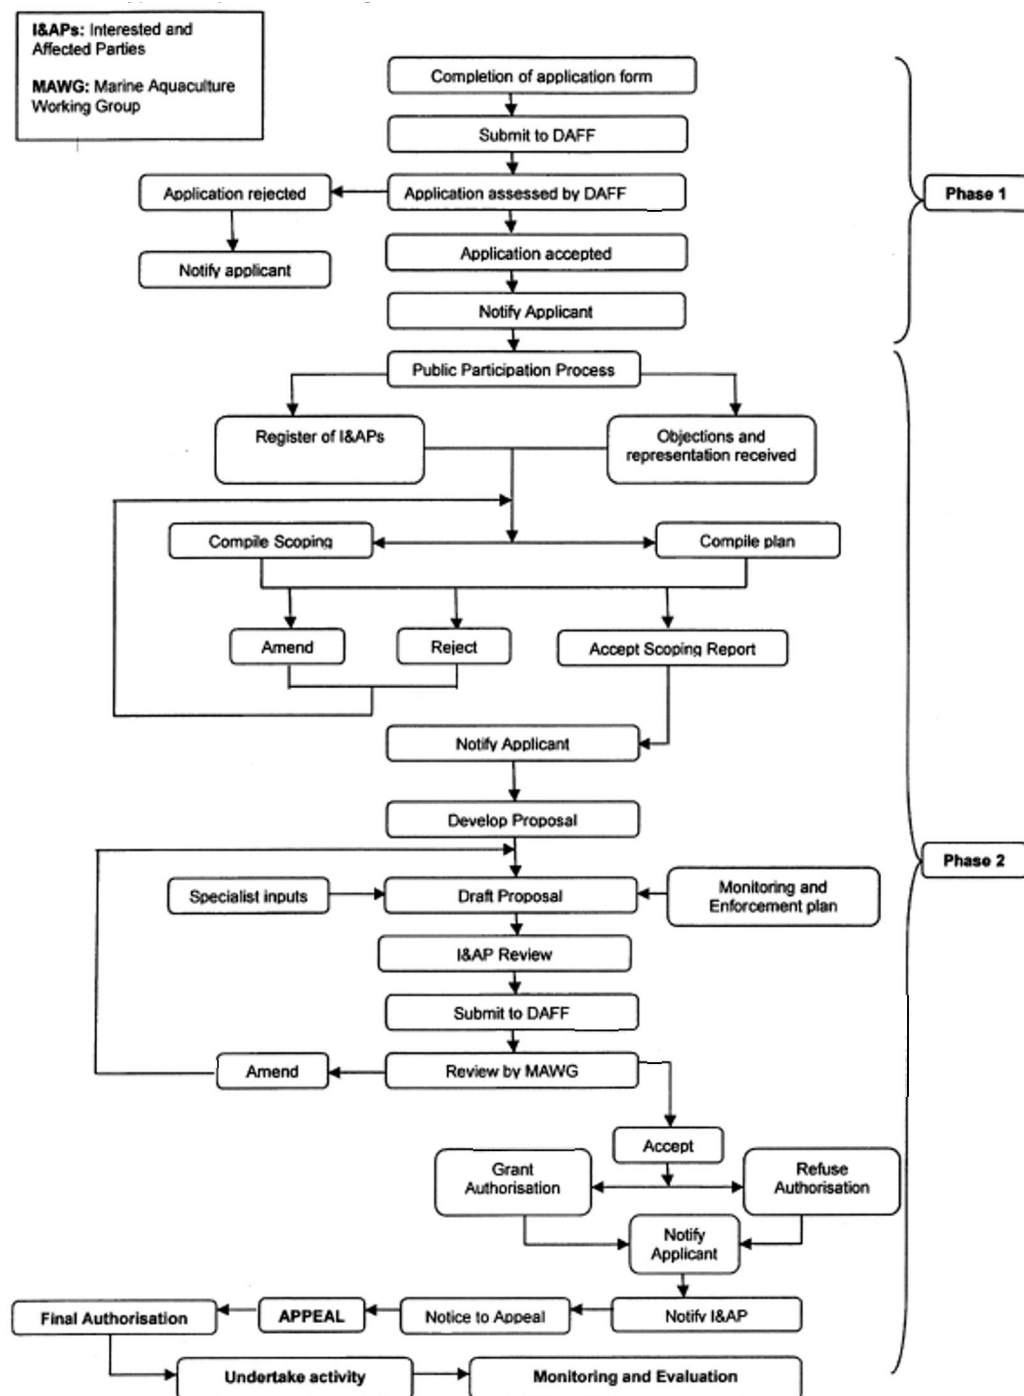 I&APs: Interested and
Affected Parties
MAWG: Marine Aquaculture
Working Group
Completion of application form
Submit to DAFF
Application rejected
Application assessed by DAFF
Phase 1
Application accepted
Notify applicant
Notify Applicant
Public Participation Process
Register of I&APs
Objections and
representation received
Compile Scoping
Compile plan
Amend
Reject
Accept Scoping Report
Notify Applicant
Develop Proposal
Phase 2
Specialist inputs
Draft Proposal
Monitoring and
Enforcement plan
I&AP Review
Submit to DAFF
Amend
Review by MAWG
Accept
Grant
Authorisation
Refuse
Authorisation
Notify
Applicant
Final Authorisation
APPEAL
Notice to Appeal
Notify I&AP
Undertake activity
Monitoring and Evaluation